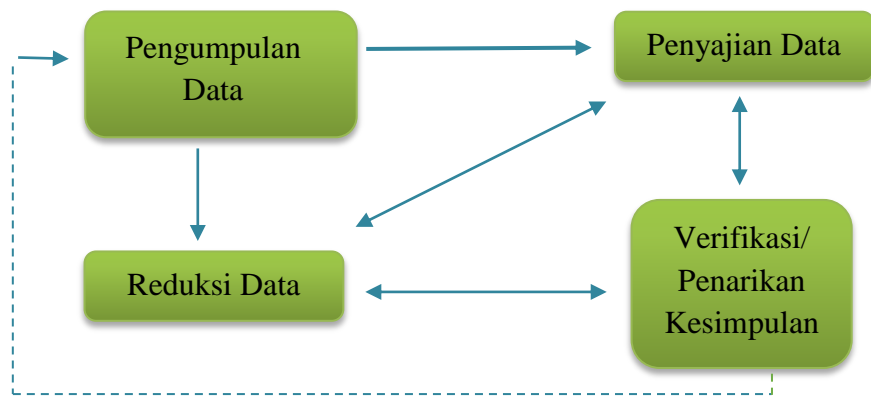 Pengumpulan
Data
Penyajian Data
Reduksi Data
Verifikasi/
Penarikan
Kesimpulan